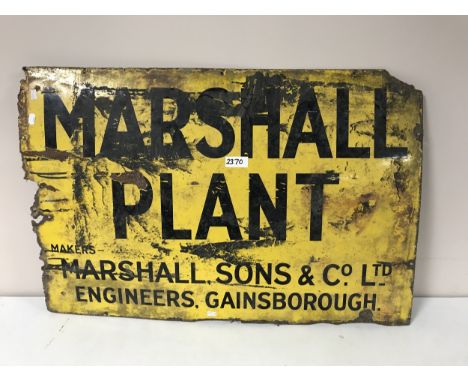 MARSHALL
2370
PLANT
MAKERS
MARSHALL, SONS & Co LTD
ENGINEERS, GAINSBOROUGH.